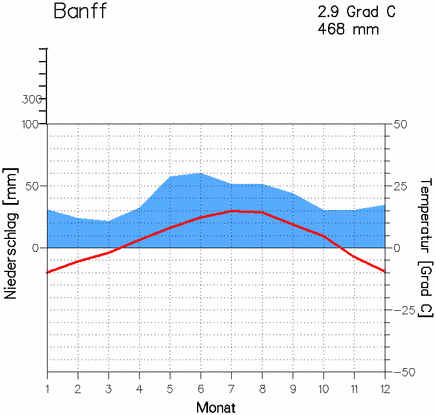 Banff
2.9 Grad C
468 mm
300
100
50
0
Niederschlag [mm]
50
25
0
-25
-50
Temperatur [Grad C]
1 2 3 4 5 6 7 8 9 10 11 12
Monat